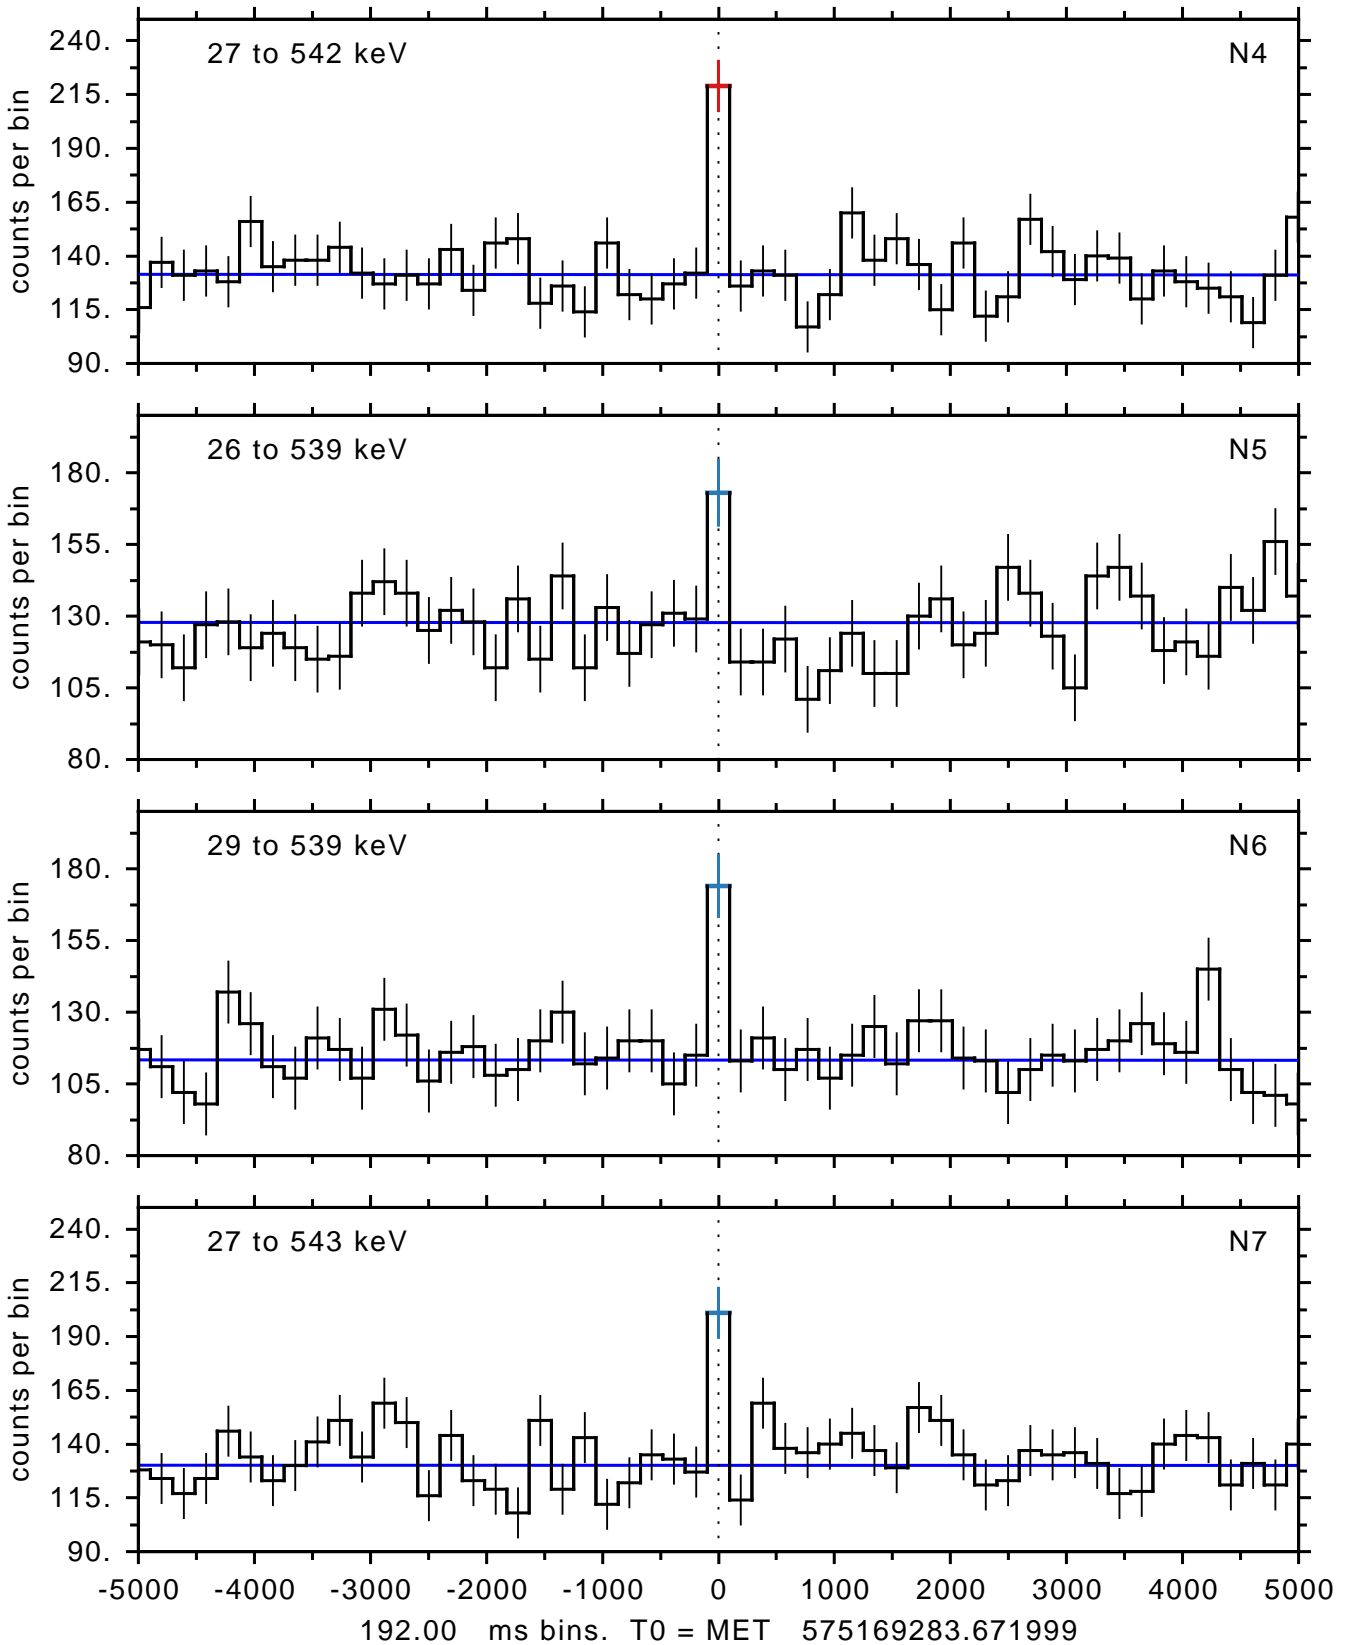 27 to 542 keV N4
240.
215.
190.
165.
140.
115.
90.
counts per bin
26 to 539 keV N5
180.
155.
130.
105.
80.
counts per bin
29 to 539 keV N6
180.
155.
130.
105.
80.
counts per bin
27 to 543 keV N7
240.
215.
190.
165.
140.
115.
90.
counts per bin
-5000 -4000 -3000 -2000 -1000 0 1000 2000 3000 4000 5000
192.00 ms bins. T0 = MET 575169283.671999